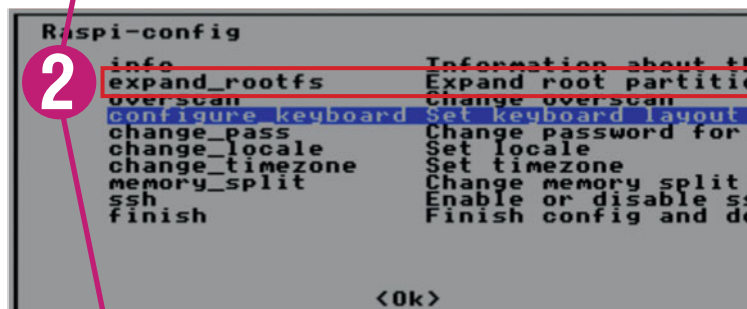 Raspi-config
info Information about th
expand_rootfs Expand root partitio
overscan Change overscan
configure_keyboard Set keyboard layout
change_pass Change password for
change_locale Set locale
change_timezone Set timezone
memory_split Change memory split
ssh Enable or disable ss
finish Finish config and do
<Ok>
2